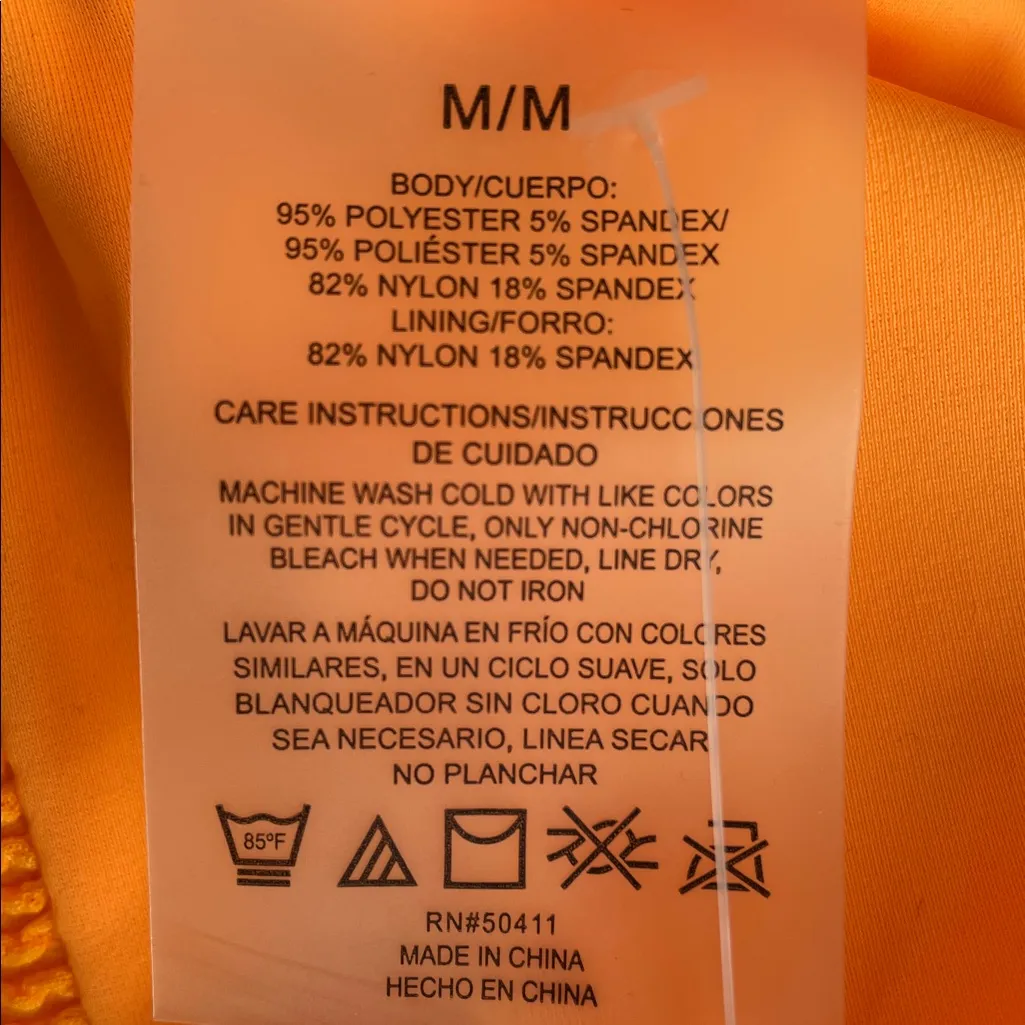 M/M
BODY/CUERPO:
95% POLYESTER 5% SPANDEX/
95% POLIÉSTER 5% SPANDEX
82% NYLON 18% SPANDEX
LINING/FORRO:
82% NYLON 18% SPANDEX
CARE INSTRUCTIONS/INSTRUCCIONES
DE CUIDADO
MACHINE WASH COLD WITH LIKE COLORS
IN GENTLE CYCLE, ONLY NON-CHLORINE
BLEACH WHEN NEEDED, LINE DRY,
DO NOT IRON
LAVAR A MÁQUINA EN FRÍO CON COLORES
SIMILARES, EN UN CICLO SUAVE, SOLO
BLANQUEADOR SIN CLORO CUANDO
SEA NECESARIO, LINEA SECAR
NO PLANCHAR
85ºF
RN#50411
MADE IN CHINA
HECHO EN CHINA